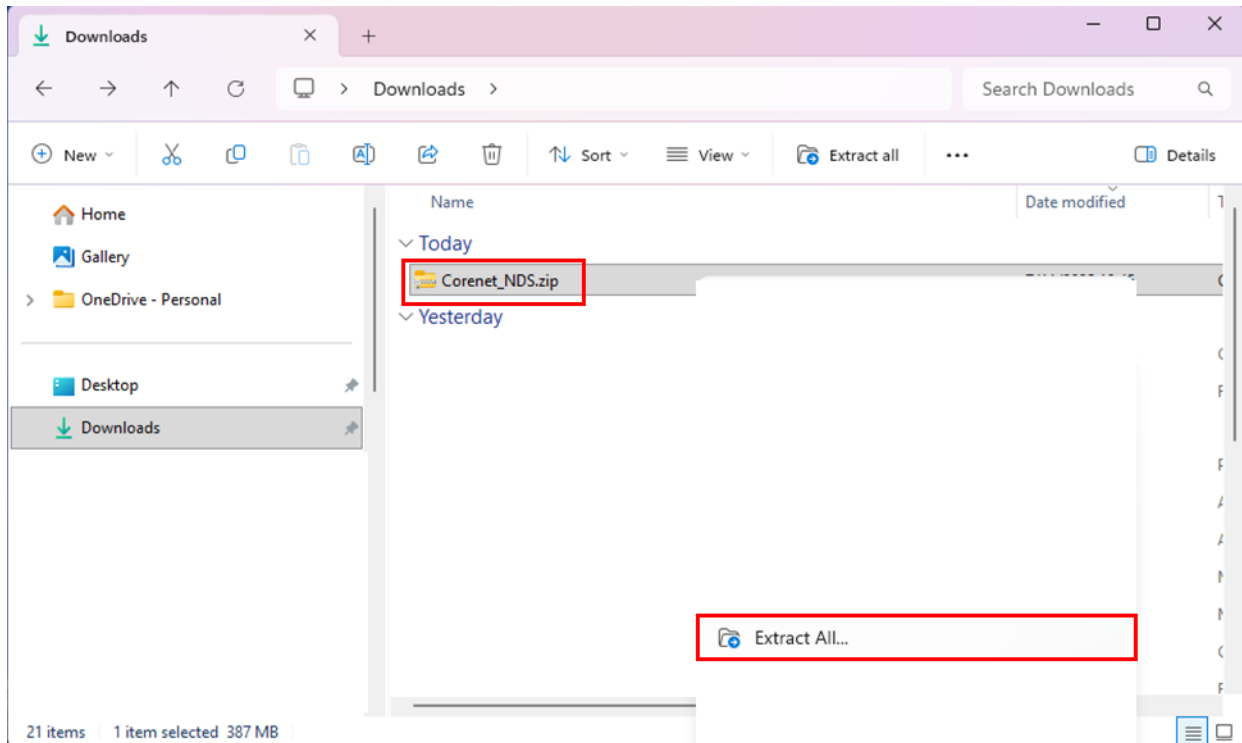 Downloads
Downloads
Search Downloads
New
Sort
View
Extract all
Details
Home
Gallery
OneDrive - Personal
Desktop
Downloads
Name
Date modified
Today
Corenet_NDS.zip
Yesterday
Extract All...
21 items
1 item selected 387 MB